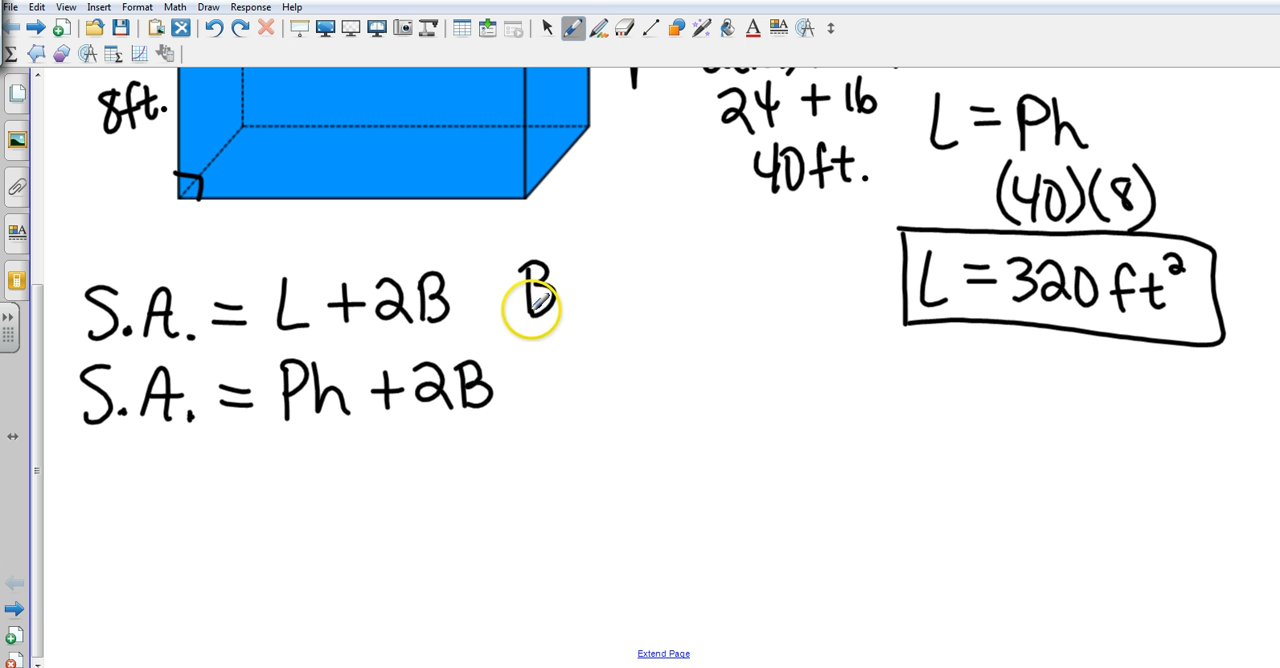 File Edit View Insert Format Math Draw Response Help
8ft.
24 + 16
40ft.
L = Ph
(40)(8)
L = 320 ft²
S.A. = L + 2B B
S.A. = Ph + 2B
Extend Page